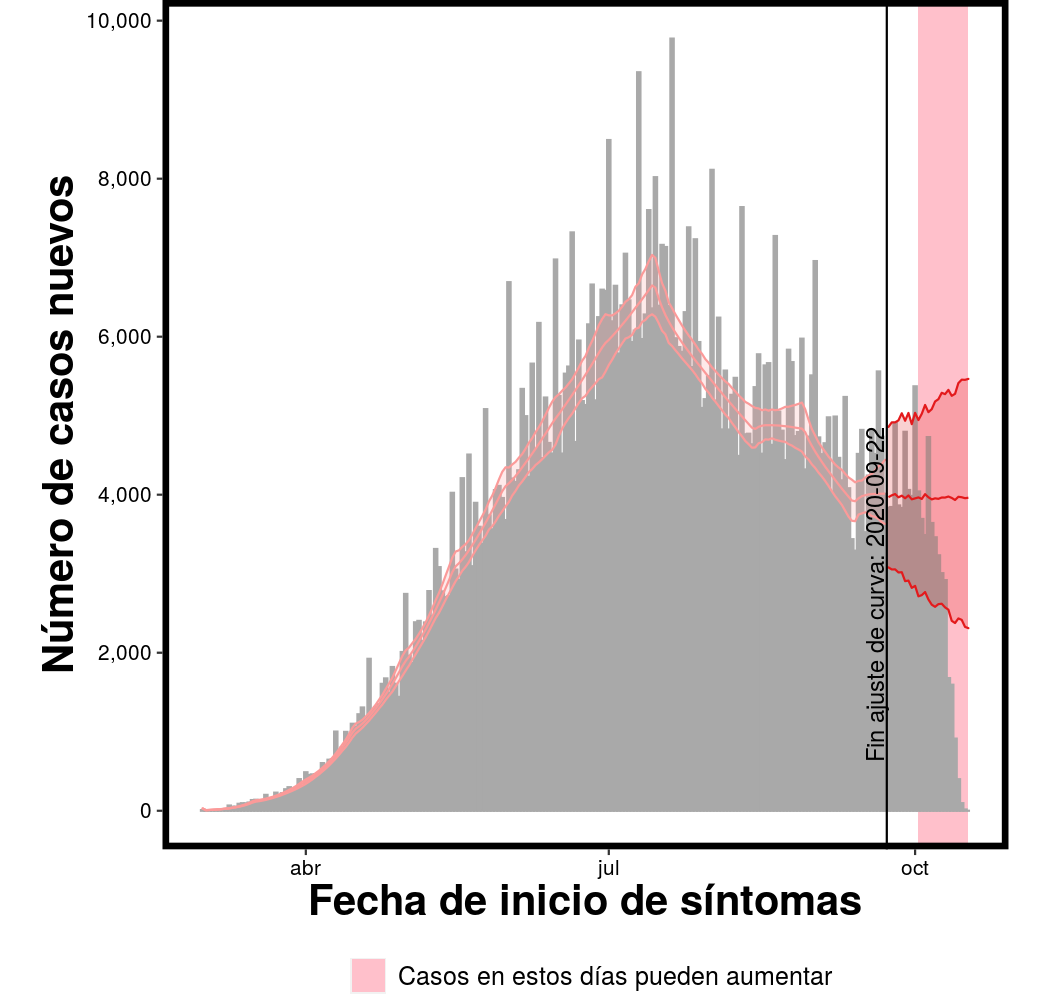 Número de casos nuevos
10,000
8,000
6,000
4,000
2,000
0
Fin ajuste de curva: 2020-09-22
abr
jul
oct
Fecha de inicio de síntomas
Casos en estos días pueden aumentar